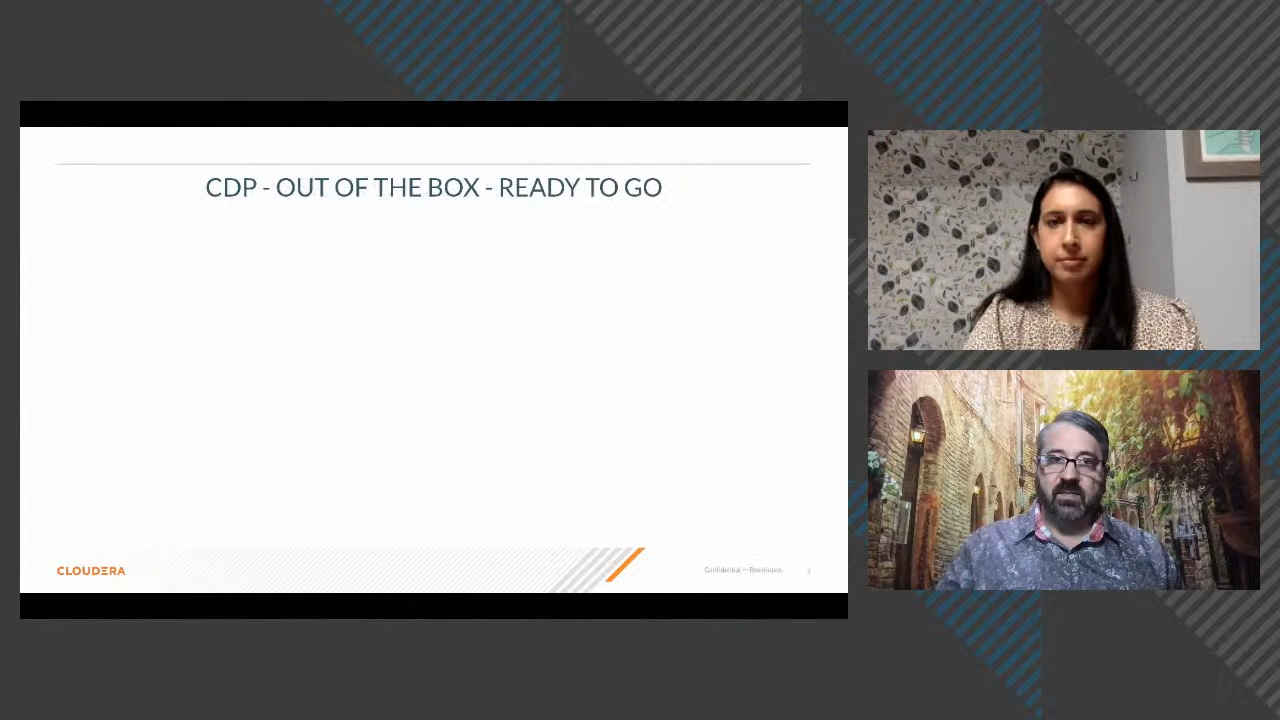 CDP - OUT OF THE BOX - READY TO GO
CLOUDERA
Confidential — Restricted